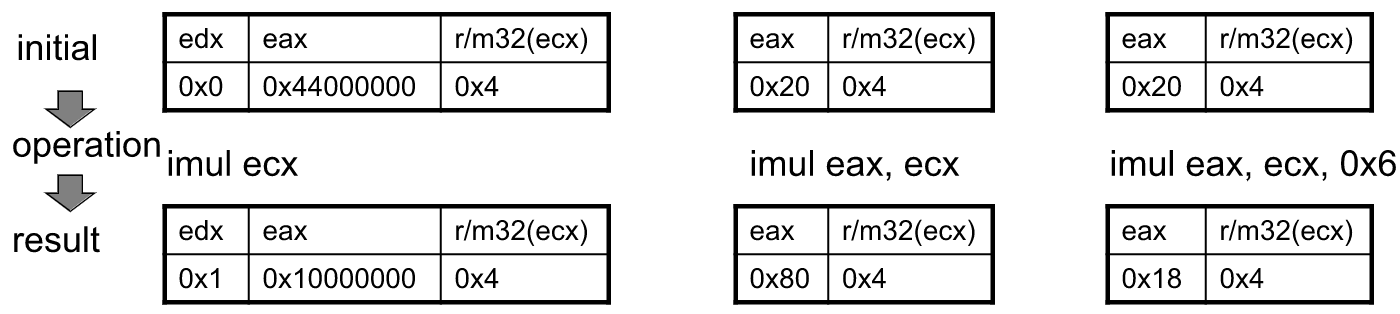 initial
edx eax r/m32(ecx)
0x0 0x44000000 0x4
eax r/m32(ecx)
0x20 0x4
eax r/m32(ecx)
0x20 0x4
operation
imul ecx
imul eax, ecx
imul eax, ecx, 0x6
result
edx eax r/m32(ecx)
0x1 0x10000000 0x4
eax r/m32(ecx)
0x80 0x4
eax r/m32(ecx)
0x18 0x4